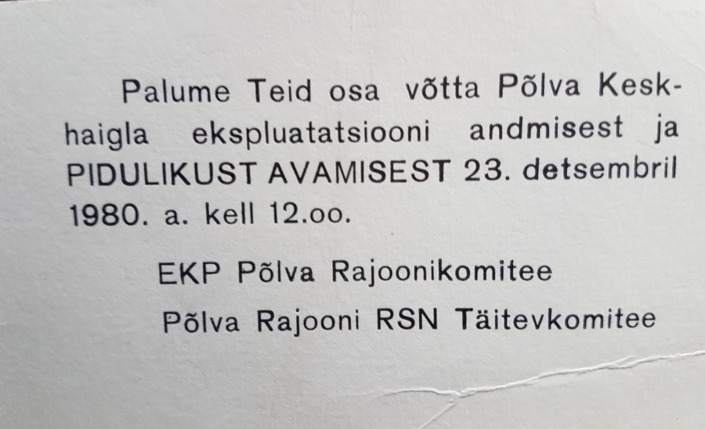 Palume Teid osa võtta Põlva Kesk-
haigla ekspluatatsiooni andmisest ja
PIDULIKUST AVAMISEST 23. detsembril
1980. a. kell 12.oo.
EKP Põlva Rajoonikomitee
Põlva Rajooni RSN Täitevkomitee